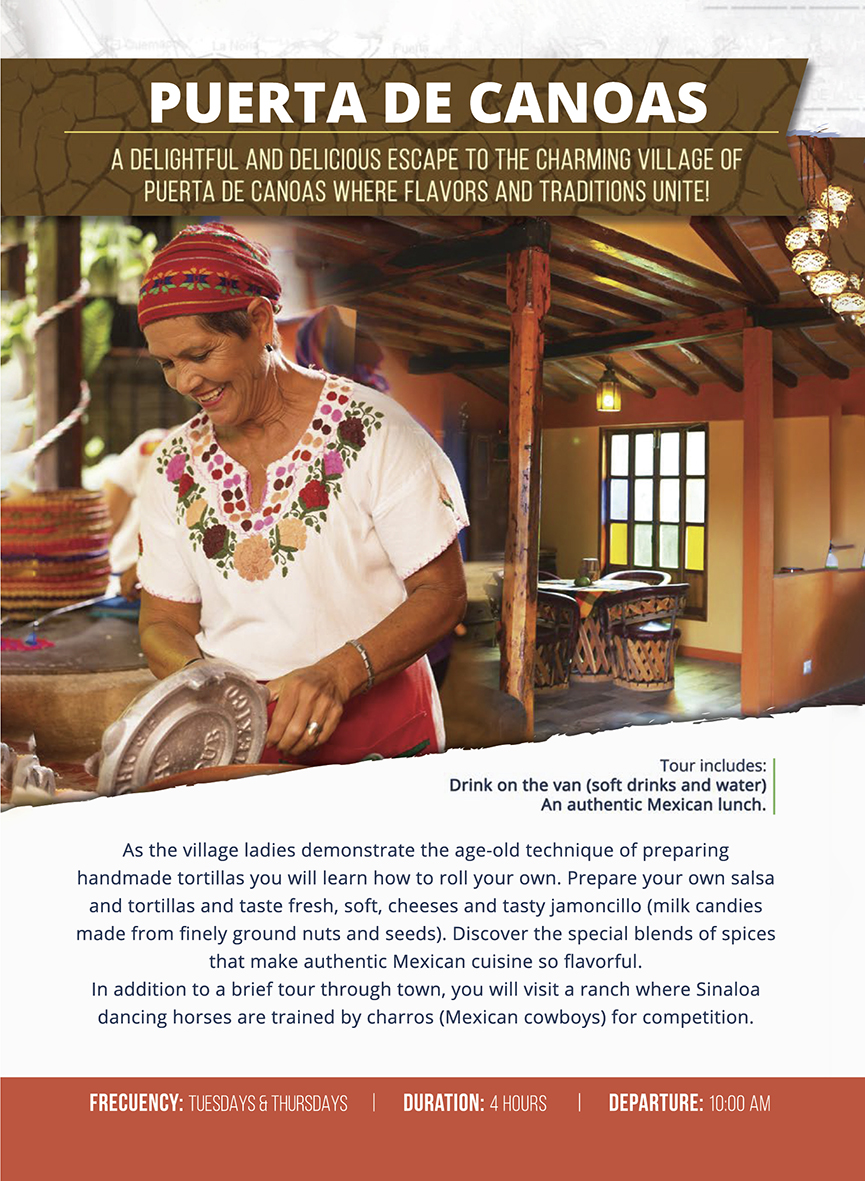 El Quemado
La Noria
Puerta
PUERTA DE CANOAS
A DELIGHTFUL AND DELICIOUS ESCAPE TO THE CHARMING VILLAGE OF
PUERTA DE CANOAS WHERE FLAVORS AND TRADITIONS UNITE!
Tour includes:
Drink on the van (soft drinks and water)
An authentic Mexican lunch.
As the village ladies demonstrate the age-old technique of preparing
handmade tortillas you will learn how to roll your own. Prepare your own salsa
and tortillas and taste fresh, soft, cheeses and tasty jamoncillo (milk candies
made from finely ground nuts and seeds). Discover the special blends of spices
that make authentic Mexican cuisine so flavorful.
In addition to a brief tour through town, you will visit a ranch where Sinaloa
dancing horses are trained by charros (Mexican cowboys) for competition.
FRECUENCY: TUESDAYS & THURSDAYS | DURATION: 4 HOURS | DEPARTURE: 10:00 AM